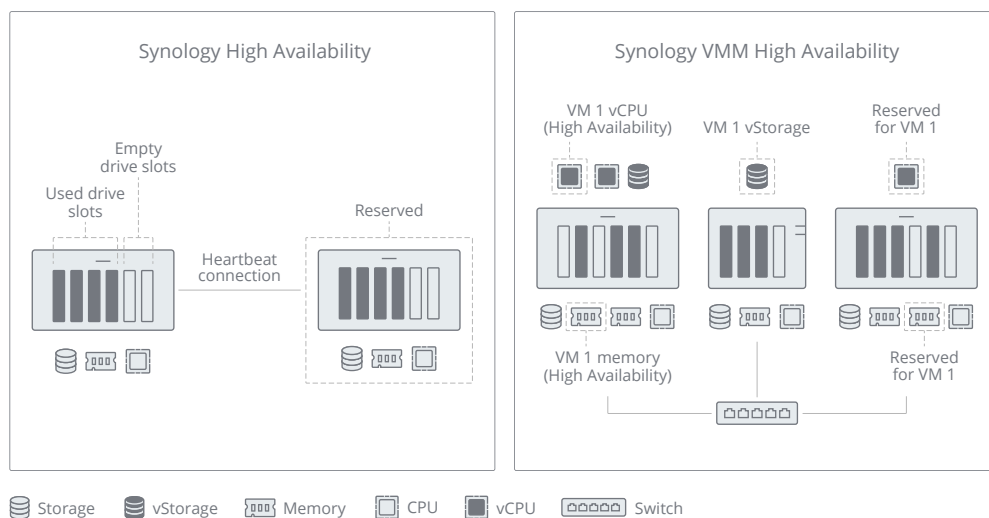 Synology High Availability
Empty
drive slots
Used drive
slots
Reserved
Heartbeat
connection
Synology VMM High Availability
VM 1 vCPU
(High Availability)
VM 1 vStorage
Reserved
for VM 1
VM 1 memory
(High Availability)
Reserved
for VM 1
Storage
vStorage
Memory
CPU
vCPU
Switch